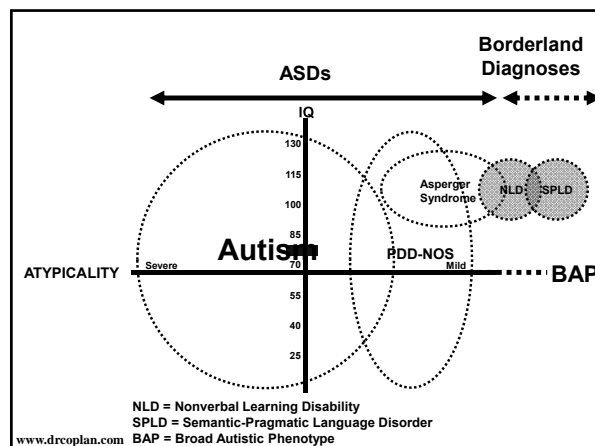 Borderland
Diagnoses
ASDs
IQ
130
115
Asperger
Syndrome
NLD
SPLD
100
85
Autism
70
PDD-NOS
ATYPICALITY
Severe
Mild
BAP
55
40
25
NLD = Nonverbal Learning Disability
SPLD = Semantic-Pragmatic Language Disorder
www.drcoplan.com
BAP = Broad Autistic Phenotype